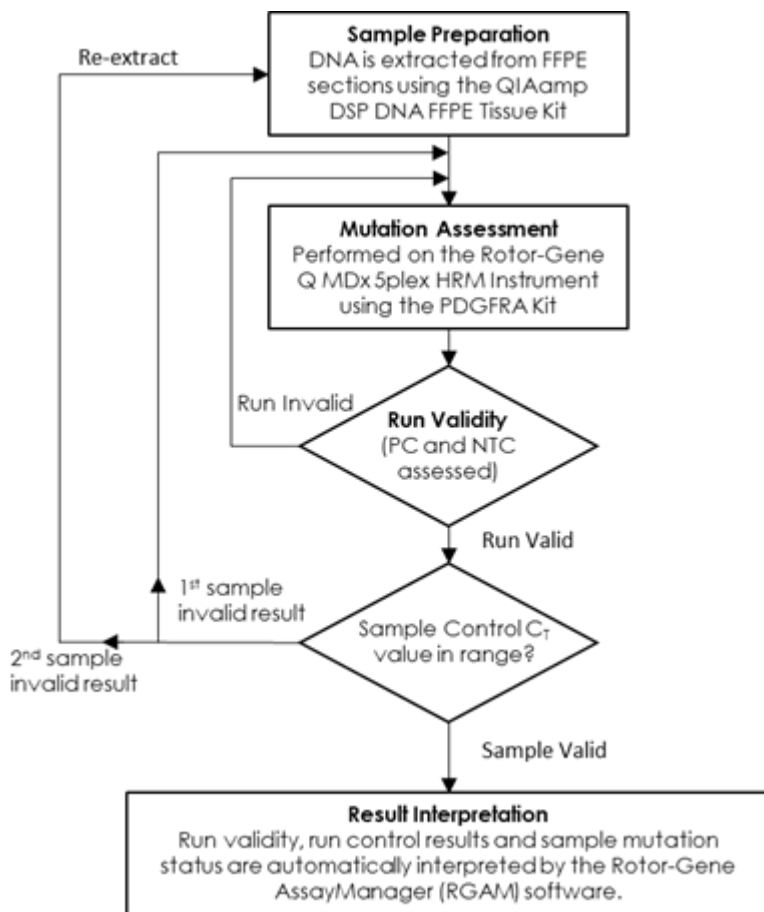 Sample Preparation
Re-extract
DNA is extracted from FFPE
sections using the QIAamp
DSP DNA FFPE Tissue Kit
Mutation Assessment
Performed on the Rotor-Gene
Q MDx 5plex HRM Instrument
using the PDGFRA Kit
Run Invalid
Run Validity
(PC and NTC
assessed)
Run Valid
1st sample
invalid result
Sample Control CT
value in range?
2nd sample
invalid result
Sample Valid
Result Interpretation
Run validity, run control results and sample mutation
status are automatically interpreted by the Rotor-Gene
AssayManager (RGAM) software.